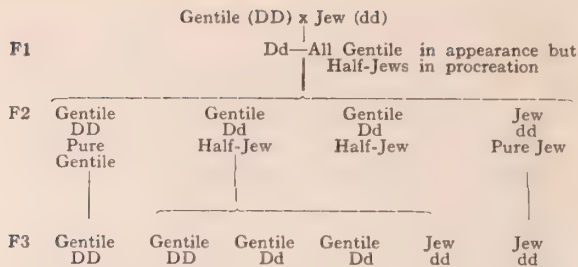 Gentile (DD) x Jew (dd)
F1 Dd—All Gentile in appearance but
Half-Jews in procreation
F2 Gentile Gentile Gentile Jew
DD Dd Dd dd
Pure Half-Jew Half-Jew Pure Jew
Gentile
F3 Gentile Gentile Gentile Gentile Jew Jew
DD DD Dd Dd dd dd